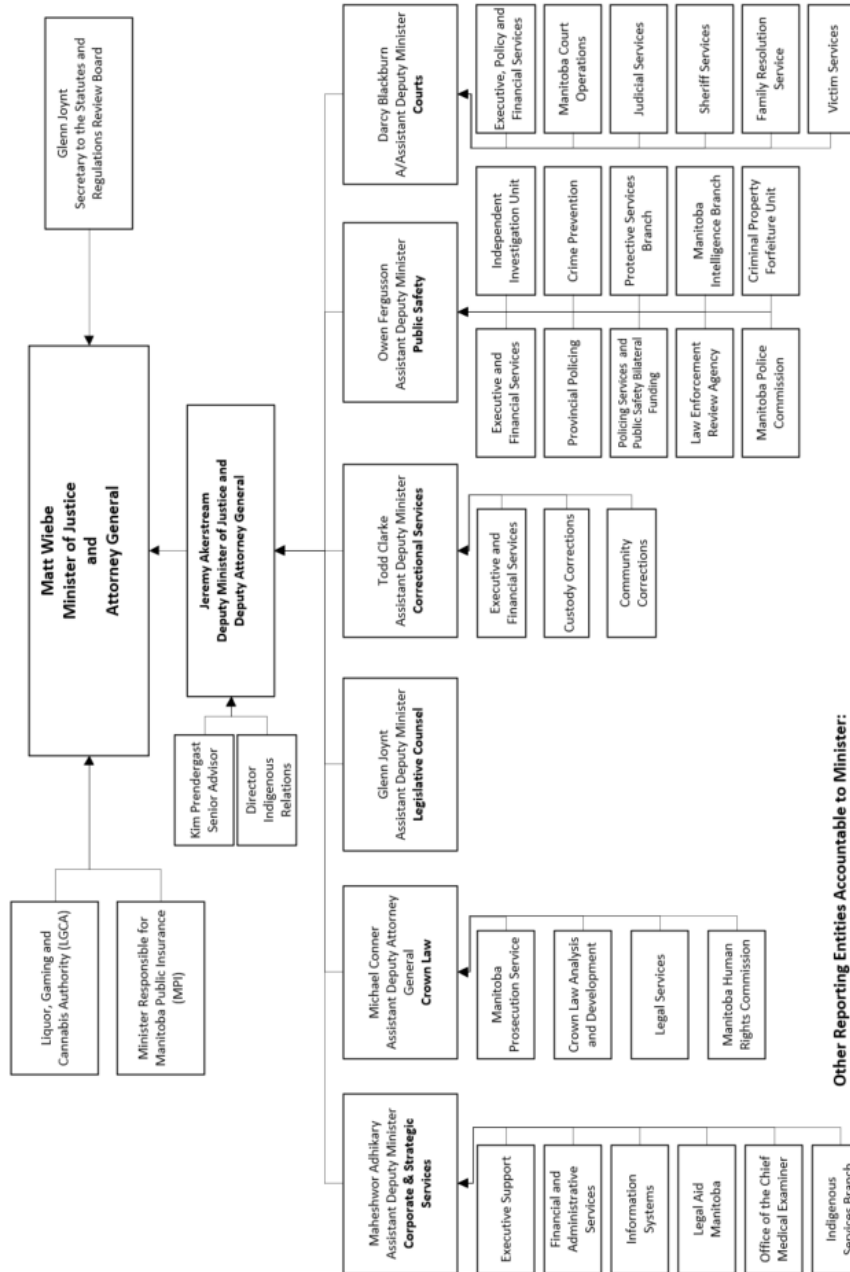 Glenn Joynt
Secretary to the Statutes and
Regulations Review Board
Matt Wiebe
Minister of Justice
and
Attorney General
Liquor, Gaming and
Cannabis Authority (LGCA)
Minister Responsible for
Manitoba Public Insurance
(MPI)
Jeremy Akerstream
Deputy Minister of Justice and
Deputy Attorney General
Kim Prendergast
Senior Advisor
Director
Indigenous
Relations
Maheshwor Adhikary
Assistant Deputy Minister
Corporate & Strategic
Services
Executive Support
Financial and
Administrative
Services
Information
Systems
Legal Aid
Manitoba
Office of the Chief
Medical Examiner
Indigenous
Services Branch
Michael Conner
Assistant Deputy Attorney
General
Crown Law
Manitoba
Prosecution Service
Crown Law Analysis
and Development
Legal Services
Manitoba Human
Rights Commission
Glenn Joynt
Assistant Deputy Minister
Legislative Counsel
Todd Clarke
Assistant Deputy Minister
Correctional Services
Executive and
Financial Services
Custody Corrections
Community
Corrections
Owen Fergusson
Assistant Deputy Minister
Public Safety
Executive and
Financial Services
Provincial Policing
Policing Services and
Public Safety Bilateral
Funding
Law Enforcement
Review Agency
Manitoba Police
Commission
Independent
Investigation Unit
Crime Prevention
Protective Services
Branch
Manitoba
Intelligence Branch
Criminal Property
Forfeiture Unit
Darcy Blackburn
A/Assistant Deputy Minister
Courts
Executive, Policy and
Financial Services
Manitoba Court
Operations
Judicial Services
Sheriff Services
Family Resolution
Service
Victim Services
Other Reporting Entities Accountable to Minister: